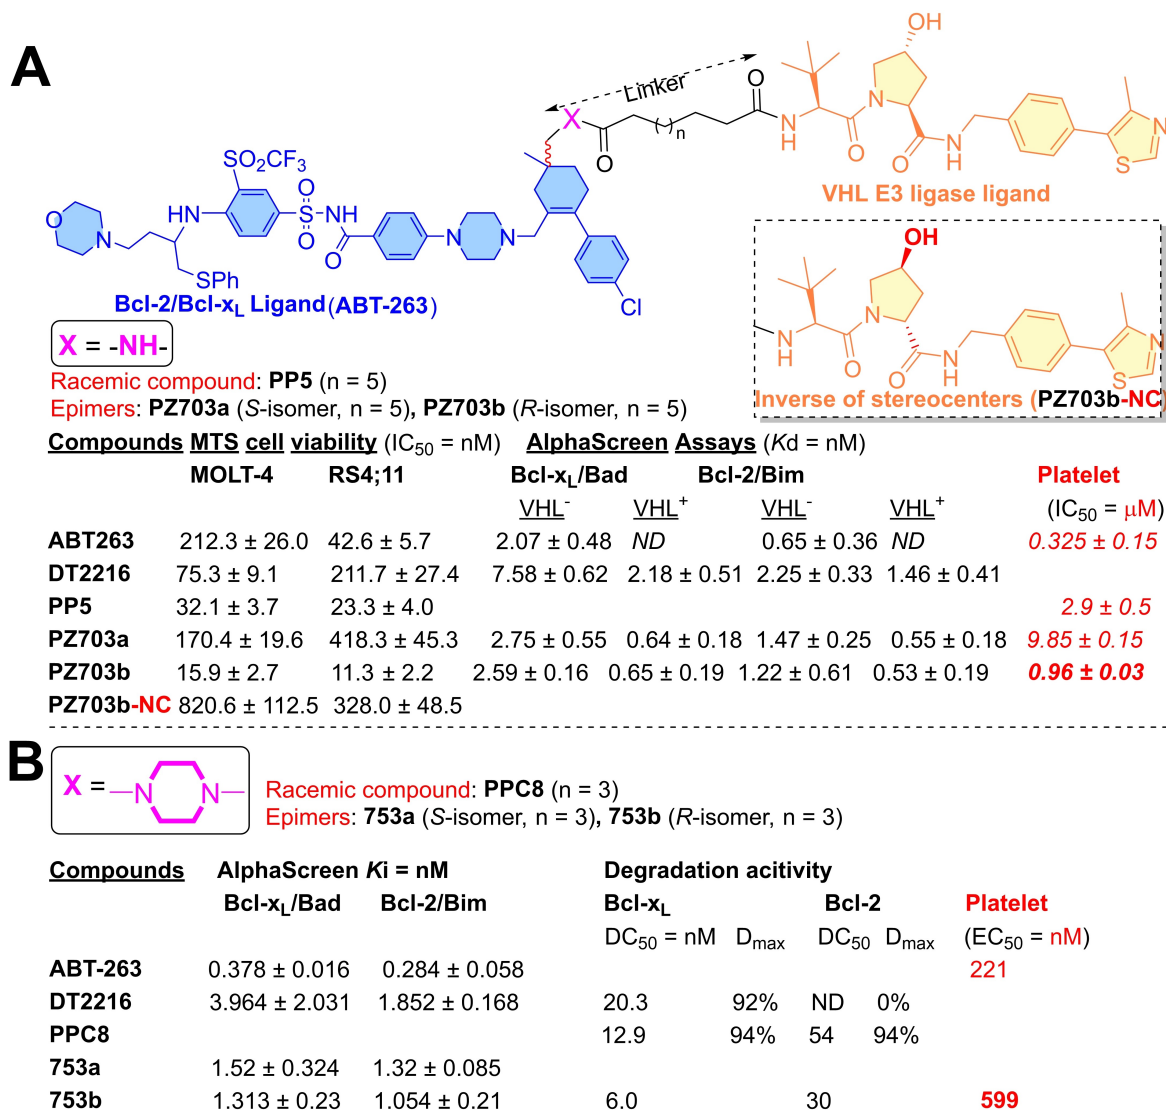 A
OH
Linker
X
O
O
( )n
N
H
O
N
O
N
H
S
N
VHL E3 ligase ligand
SO2CF3
O
N
HN
O
S
O
NH
O
N
N
SPh
Cl
Bcl-2/Bcl-xL Ligand (ABT-263)
OH
N
H
O
N
O
N
H
S
N
Inverse of stereocenters (PZ703b-NC)
X = -NH-
Racemic compound: PP5 (n = 5)
Epimers: PZ703a (S-isomer, n = 5), PZ703b (R-isomer, n = 5)
Compounds MTS cell viability (IC50 = nM) AlphaScreen Assays (Kd = nM)
MOLT-4 RS4;11 Bcl-xL/Bad Bcl-2/Bim Platelet
VHL- VHL+ VHL- VHL+ (IC50 = μM)
ABT263 212.3 ± 26.0 42.6 ± 5.7 2.07 ± 0.48 ND 0.65 ± 0.36 ND 0.325 ± 0.15
DT2216 75.3 ± 9.1 211.7 ± 27.4 7.58 ± 0.62 2.18 ± 0.51 2.25 ± 0.33 1.46 ± 0.41
PP5 32.1 ± 3.7 23.3 ± 4.0 2.9 ± 0.5
PZ703a 170.4 ± 19.6 418.3 ± 45.3 2.75 ± 0.55 0.64 ± 0.18 1.47 ± 0.25 0.55 ± 0.18 9.85 ± 0.15
PZ703b 15.9 ± 2.7 11.3 ± 2.2 2.59 ± 0.16 0.65 ± 0.19 1.22 ± 0.61 0.53 ± 0.19 0.96 ± 0.03
PZ703b-NC 820.6 ± 112.5 328.0 ± 48.5
B
X = N N
Racemic compound: PPC8 (n = 3)
Epimers: 753a (S-isomer, n = 3), 753b (R-isomer, n = 3)
Compounds AlphaScreen Ki = nM Degradation acitivity
Bcl-xL/Bad Bcl-2/Bim Bcl-xL Bcl-2 Platelet
DC50 = nM Dmax DC50 Dmax (EC50 = nM)
ABT-263 0.378 ± 0.016 0.284 ± 0.058 221
DT2216 3.964 ± 2.031 1.852 ± 0.168 20.3 92% ND 0%
PPC8 12.9 94% 54 94%
753a 1.52 ± 0.324 1.32 ± 0.085
753b 1.313 ± 0.23 1.054 ± 0.21 6.0 30 599